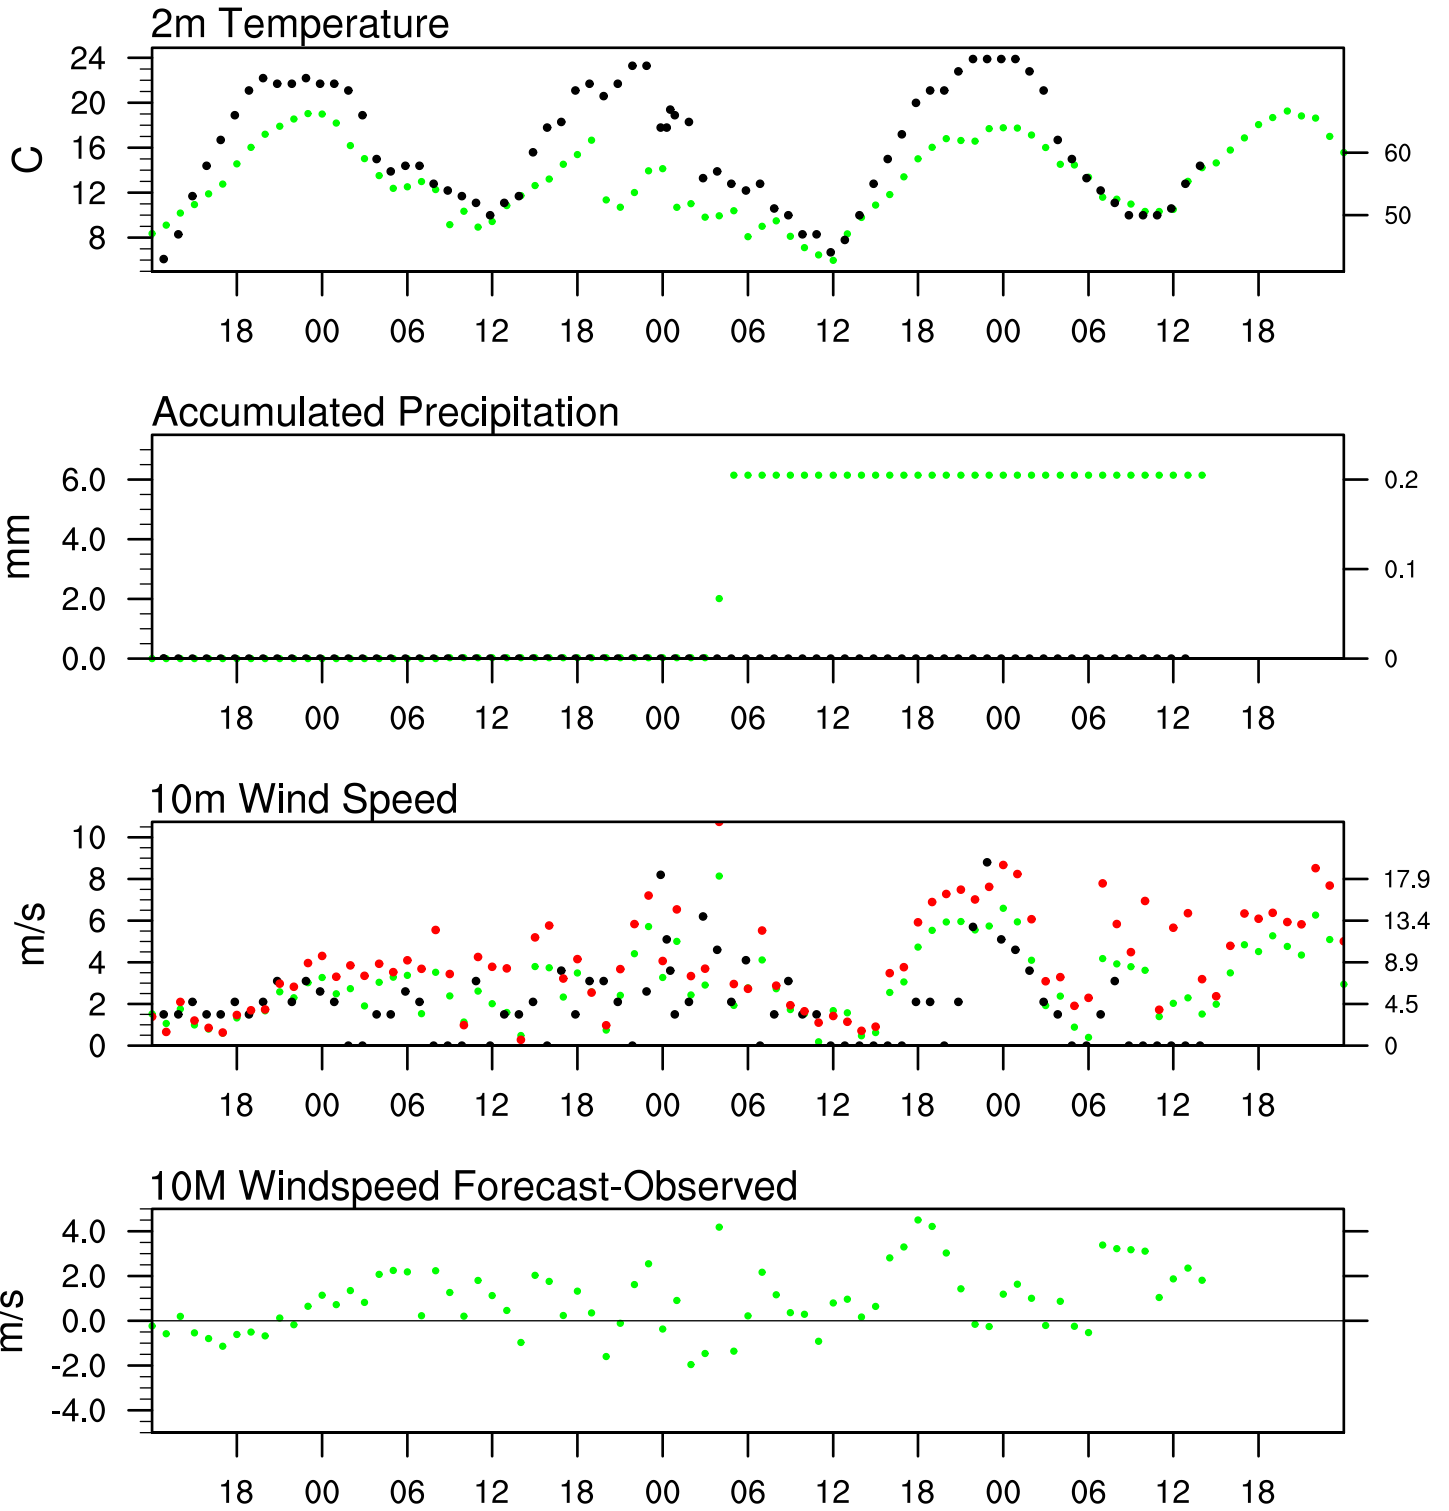 2m Temperature
24
20
16
12
8
C
60
50
18 00 06 12 18 00 06 12 18 00 06 12 18
Accumulated Precipitation
6.0
4.0
2.0
0.0
mm
0.2
0.1
0
18 00 06 12 18 00 06 12 18 00 06 12 18
10m Wind Speed
10
8
6
4
2
0
m/s
17.9
13.4
8.9
4.5
0
18 00 06 12 18 00 06 12 18 00 06 12 18
10M Windspeed Forecast-Observed
4.0
2.0
0.0
-2.0
-4.0
m/s
18 00 06 12 18 00 06 12 18 00 06 12 18